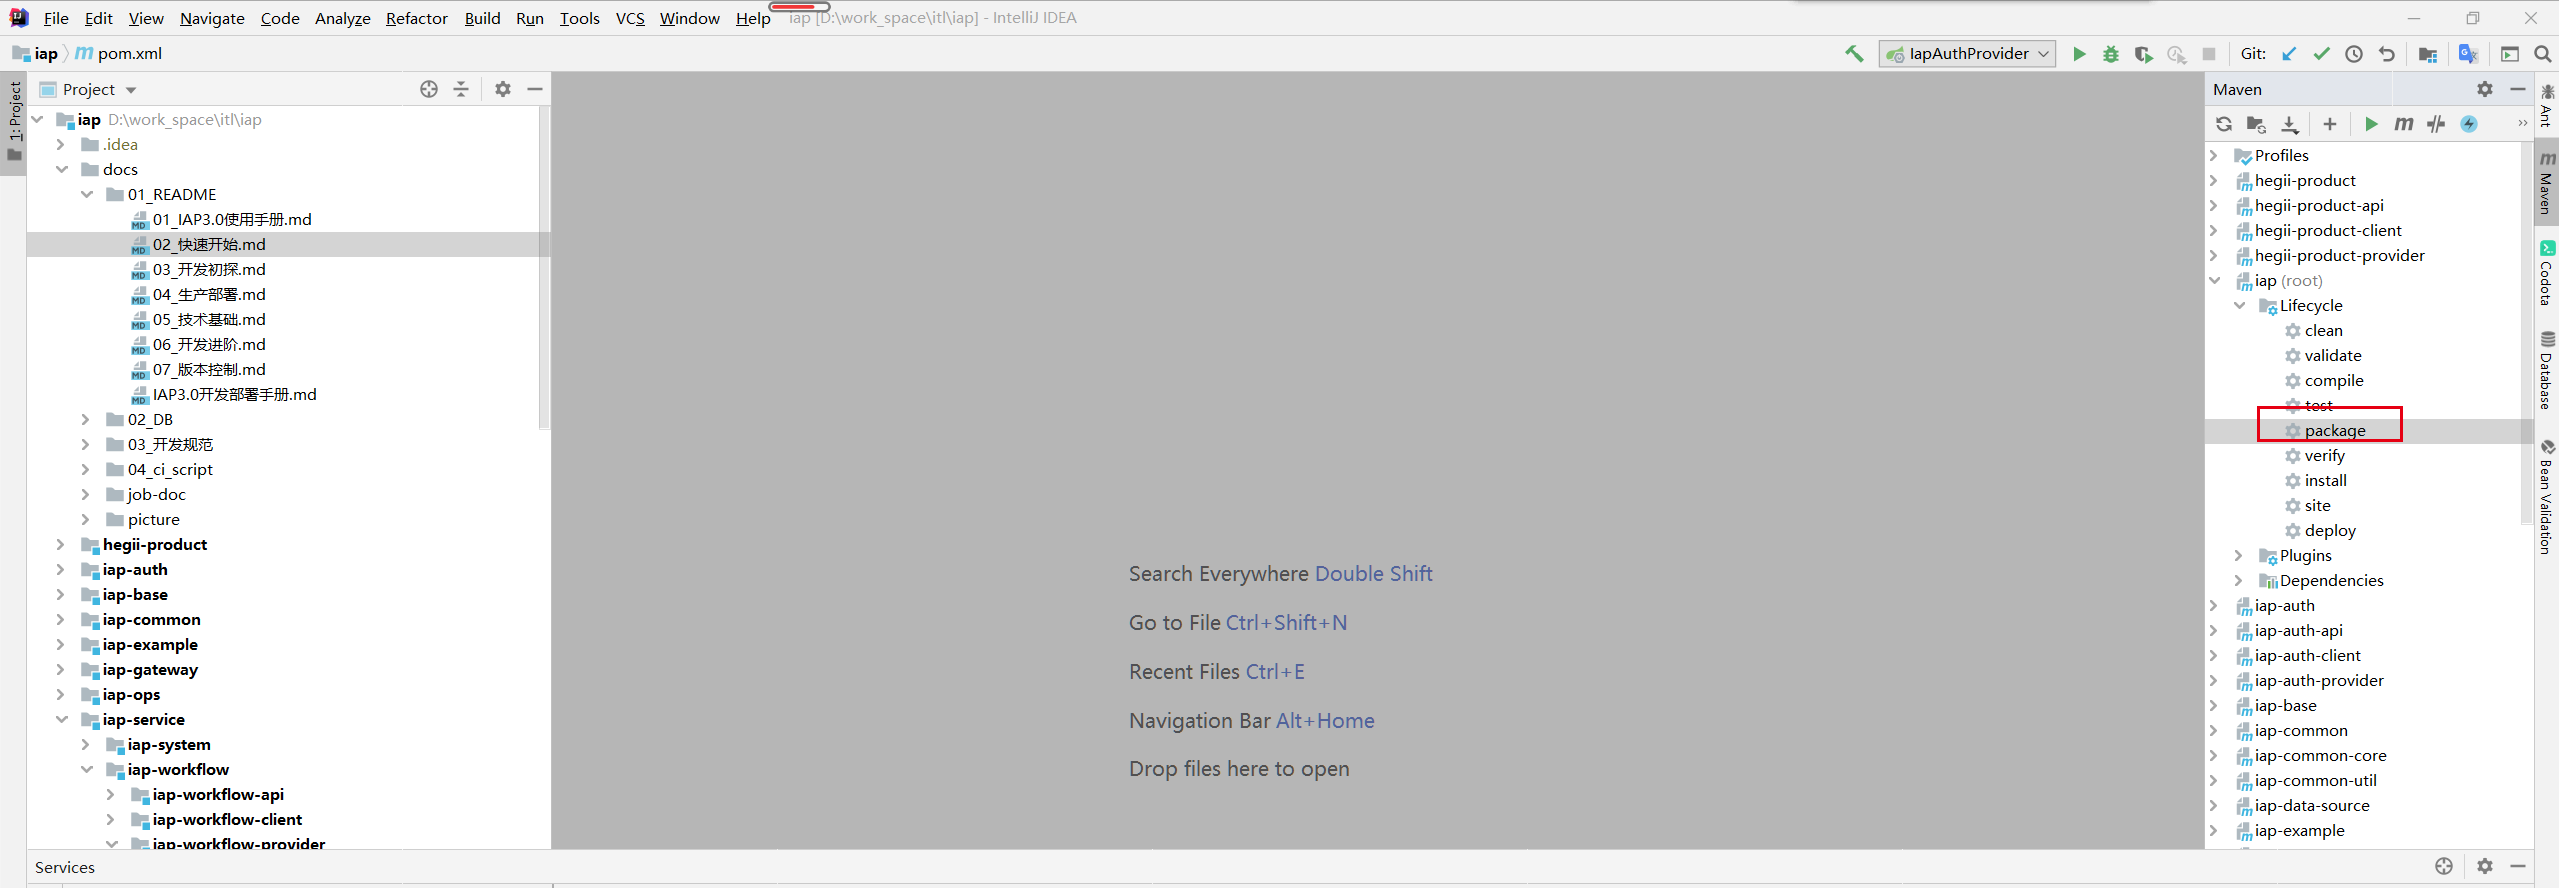 File Edit View Navigate Code Analyze Refactor Build Run Tools VCS Window Help iap [D:\work_space\itl\iap] - IntelliJ IDEA
iap pom.xml
IapAuthProvider
Git:
1: Project
Project
iap D:\work_space\itl\iap
.idea
docs
01_README
01_IAP3.0使用手册.md
02_快速开始.md
03_开发初探.md
04_生产部署.md
05_技术基础.md
06_开发进阶.md
07_版本控制.md
IAP3.0开发部署手册.md
02_DB
03_开发规范
04_ci_script
job-doc
picture
hegii-product
iap-auth
iap-base
iap-common
iap-example
iap-gateway
iap-ops
iap-service
iap-system
iap-workflow
iap-workflow-api
iap-workflow-client
iap-workflow-provider
Search Everywhere Double Shift
Go to File Ctrl+Shift+N
Recent Files Ctrl+E
Navigation Bar Alt+Home
Drop files here to open
Maven
Profiles
hegii-product
hegii-product-api
hegii-product-client
hegii-product-provider
iap (root)
Lifecycle
clean
validate
compile
test
package
verify
install
site
deploy
Plugins
Dependencies
iap-auth
iap-auth-api
iap-auth-client
iap-auth-provider
iap-base
iap-common
iap-common-core
iap-common-util
iap-data-source
iap-example
Ant
Maven
Codota
Database
Bean Validation
Services